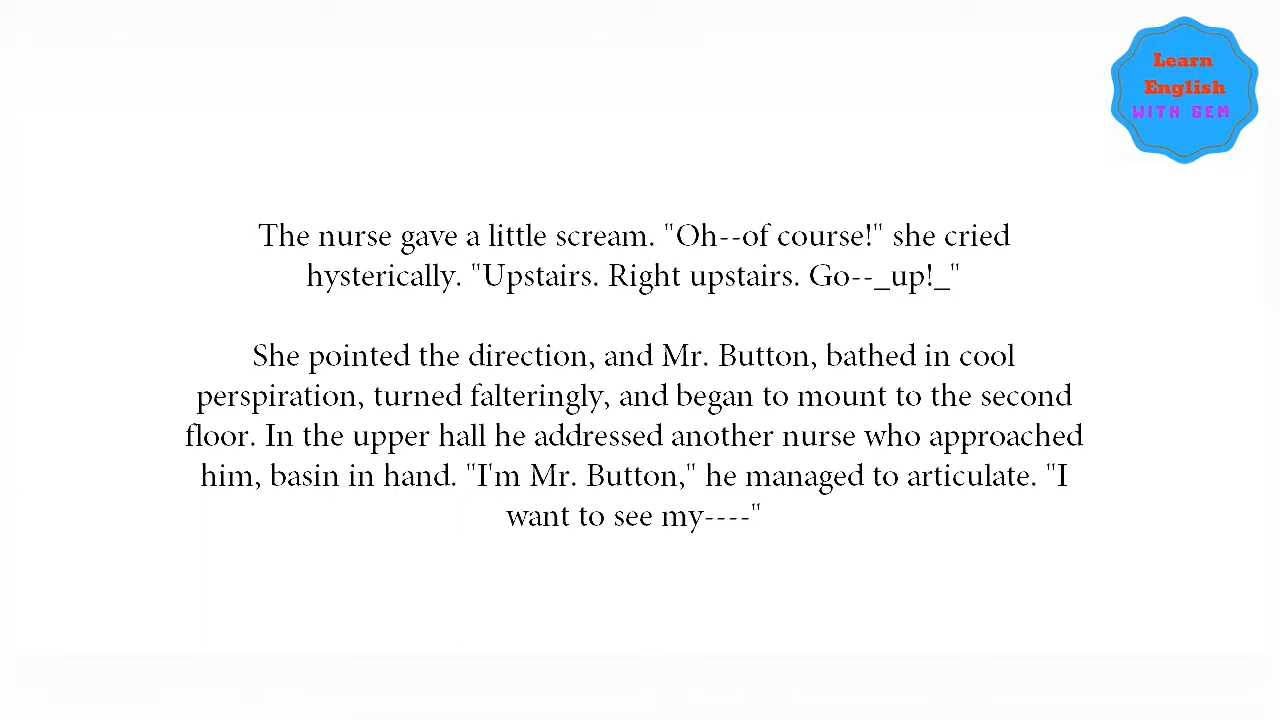 Learn
English
WITH GEM
The nurse gave a little scream. "Oh--of course!" she cried
hysterically. "Upstairs. Right upstairs. Go--_up!_"
She pointed the direction, and Mr. Button, bathed in cool
perspiration, turned falteringly, and began to mount to the second
floor. In the upper hall he addressed another nurse who approached
him, basin in hand. "I'm Mr. Button," he managed to articulate. "I
want to see my----"